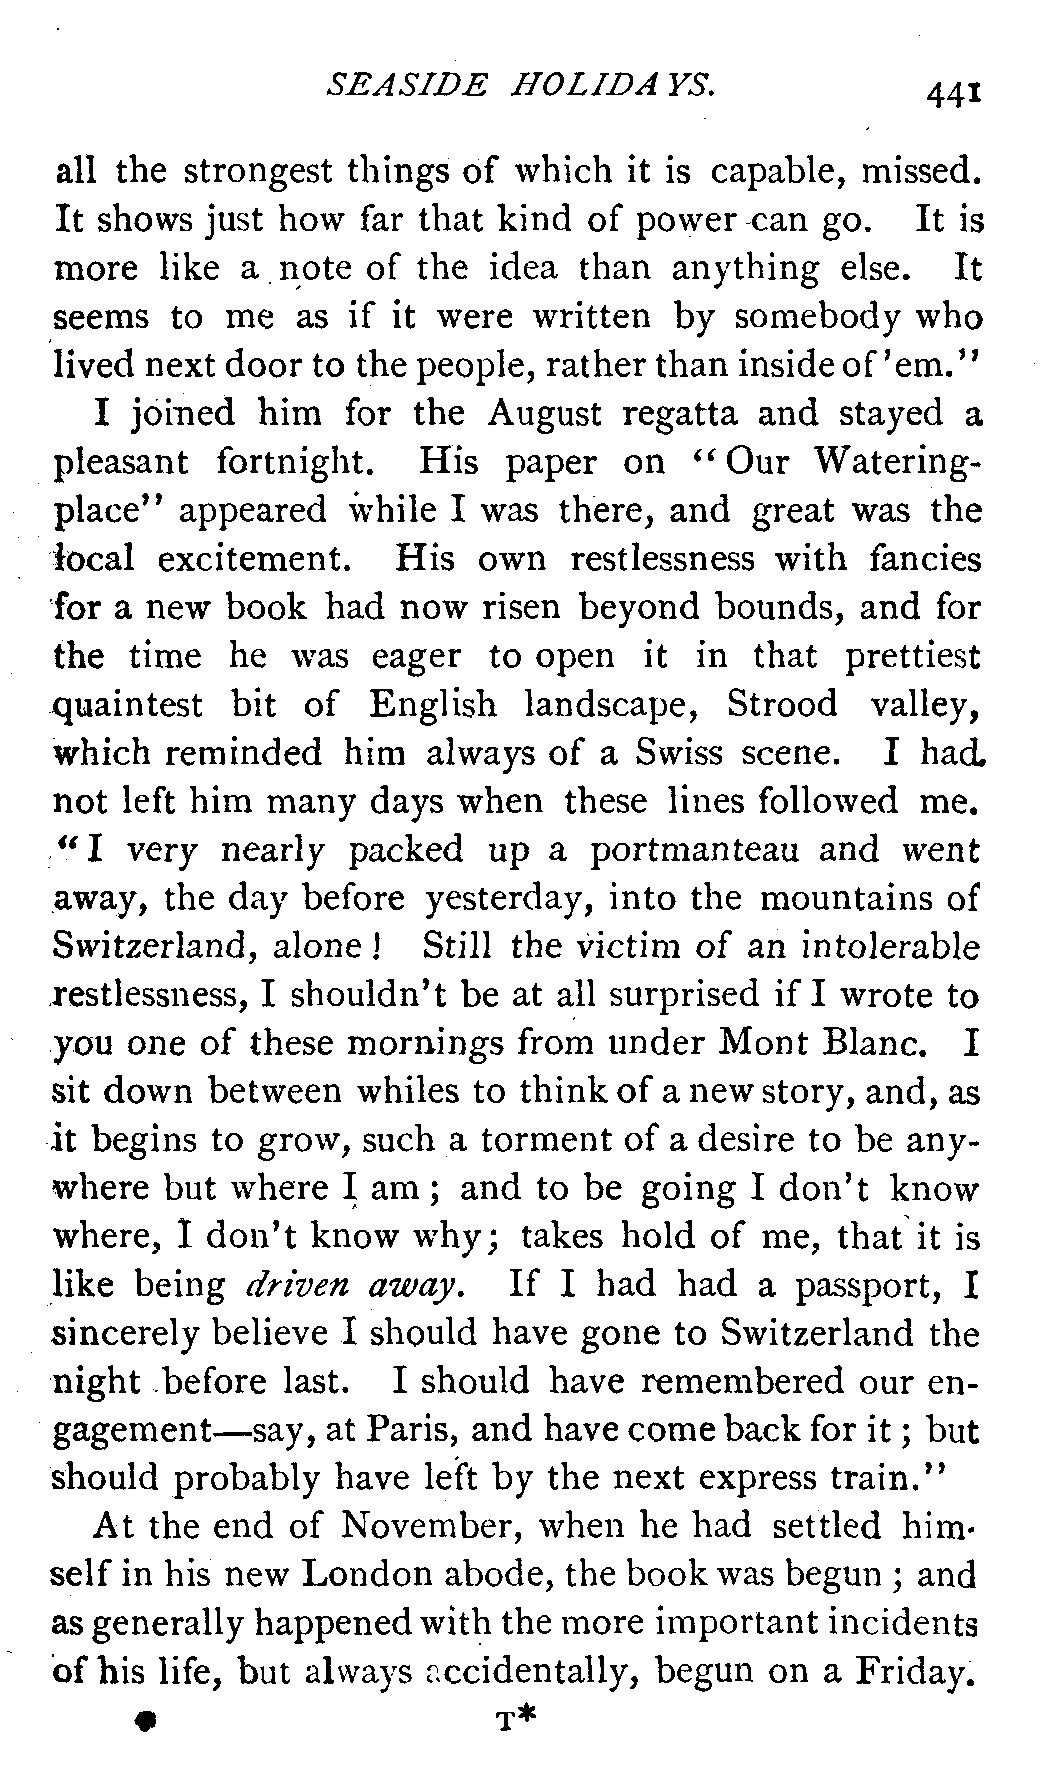 SEASIDE HOLIDAYS. 441
all the strongest things of which it is capable, missed.
It shows just how far that kind of power can go. It is
more like a note of the idea than anything else. It
seems to me as if it were written by somebody who
lived next door to the people, rather than inside of 'em."
I joined him for the August regatta and stayed a
pleasant fortnight. His paper on "Our Watering-
place" appeared while I was there, and great was the
local excitement. His own restlessness with fancies
for a new book had now risen beyond bounds, and for
the time he was eager to open it in that prettiest
quaintest bit of English landscape, Strood valley,
which reminded him always of a Swiss scene. I had
not left him many days when these lines followed me.
"I very nearly packed up a portmanteau and went
away, the day before yesterday, into the mountains of
Switzerland, alone! Still the victim of an intolerable
restlessness, I shouldn't be at all surprised if I wrote to
you one of these mornings from under Mont Blanc. I
sit down between whiles to think of a new story, and, as
it begins to grow, such a torment of a desire to be any-
where but where I am; and to be going I don't know
where, I don't know why; takes hold of me, that it is
like being driven away. If I had had a passport, I
sincerely believe I should have gone to Switzerland the
night before last. I should have remembered our en-
gagement—say, at Paris, and have come back for it; but
should probably have left by the next express train."
At the end of November, when he had settled him-
self in his new London abode, the book was begun; and
as generally happened with the more important incidents
of his life, but always accidentally, begun on a Friday.
T*